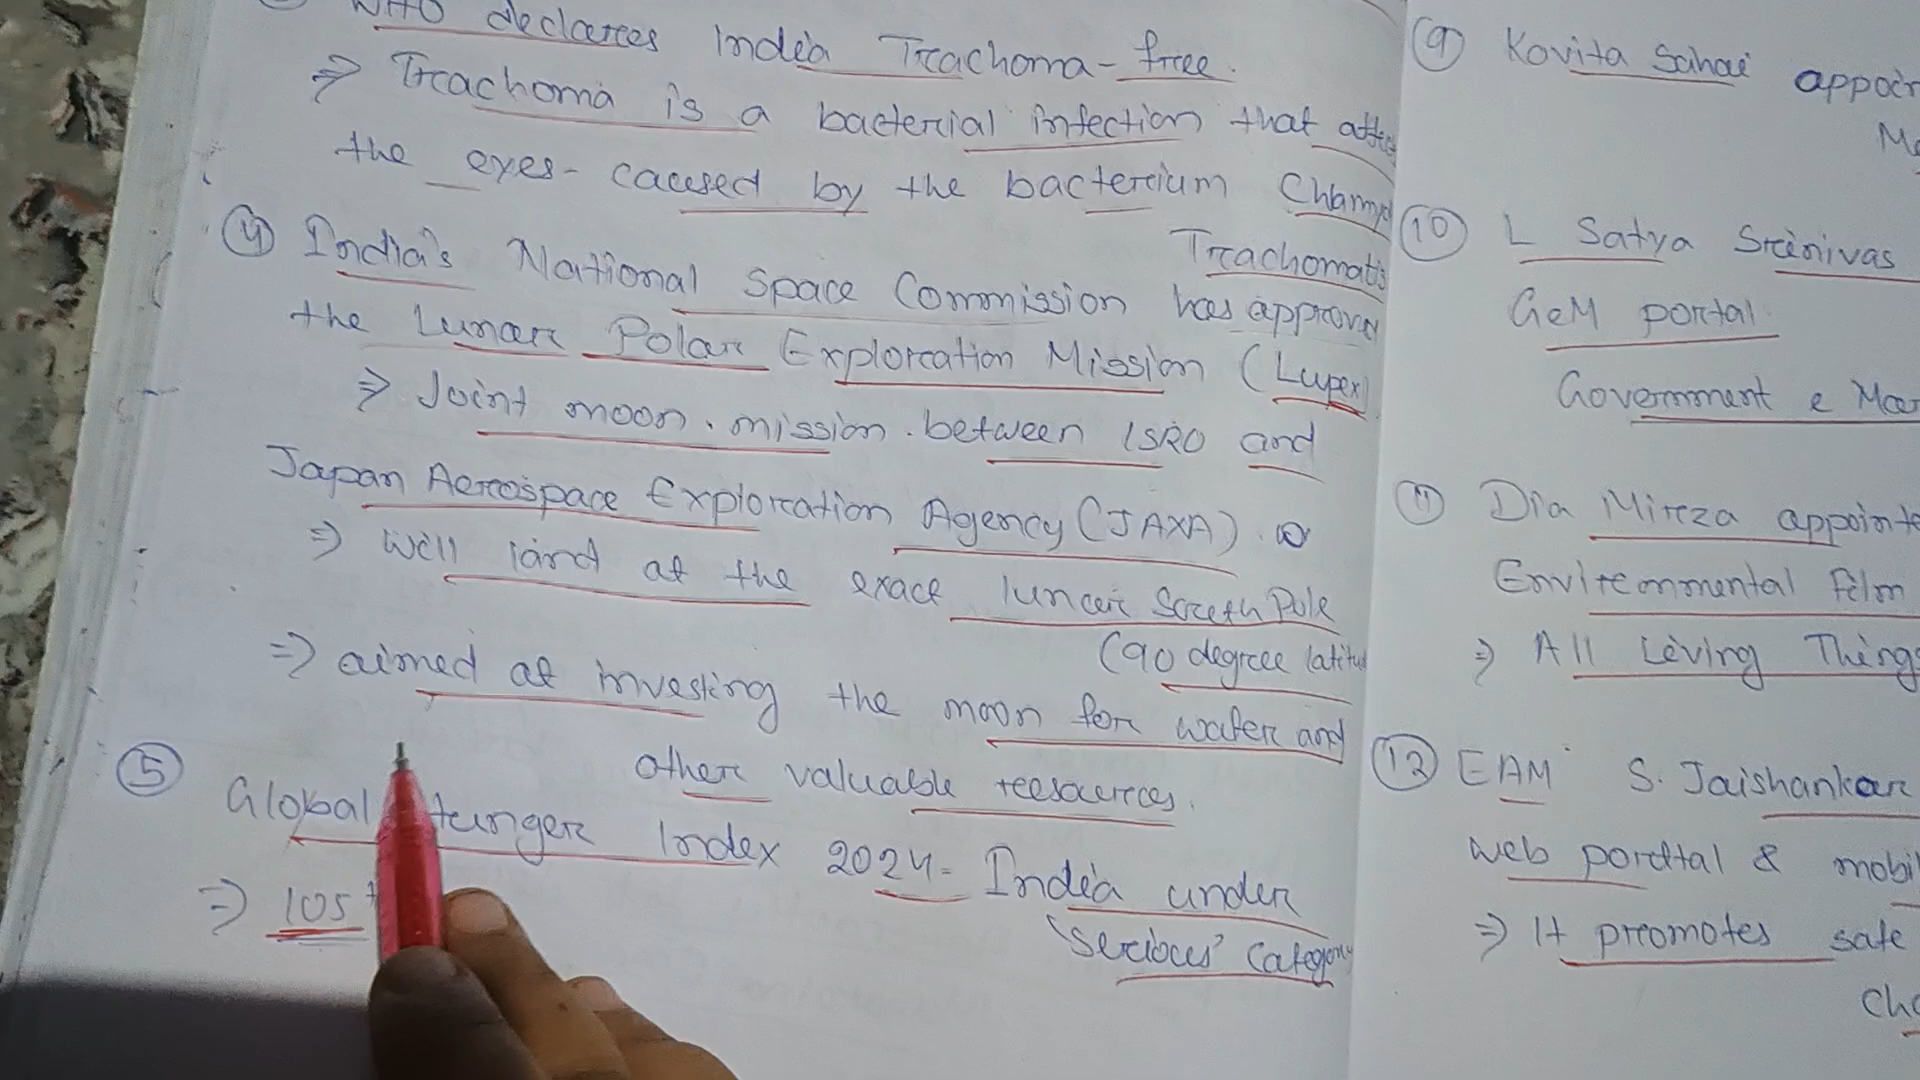 WHO declares India Trachoma-free.
⇒ Trachoma is a bacterial infection that
the eyes- caused by the bacterium
Trachomatis
④ India's National Space Commission has
the Lunar Polar Exploration Mission (Lupex)
⇒ Joint moon mission between ISRO and
Japan Aerospace Exploration Agency (JAXA).
⇒ Will land at the exace lunar South Pole
(90 degree
⇒ aimed at investing the moon for water and
other valuable resources.
⑤ Global Hunger Index 2024- India under
'serious' Category
⇒ 105
⑨ Kavita Sahai
⑩ L Satya Srinivas
GeM portal
Government e
⑪ Dia Mirza
Environmental Film
⇒ All Living
⑫ EAM S. Jaishankar
web porttal &
⇒ It promotes safe